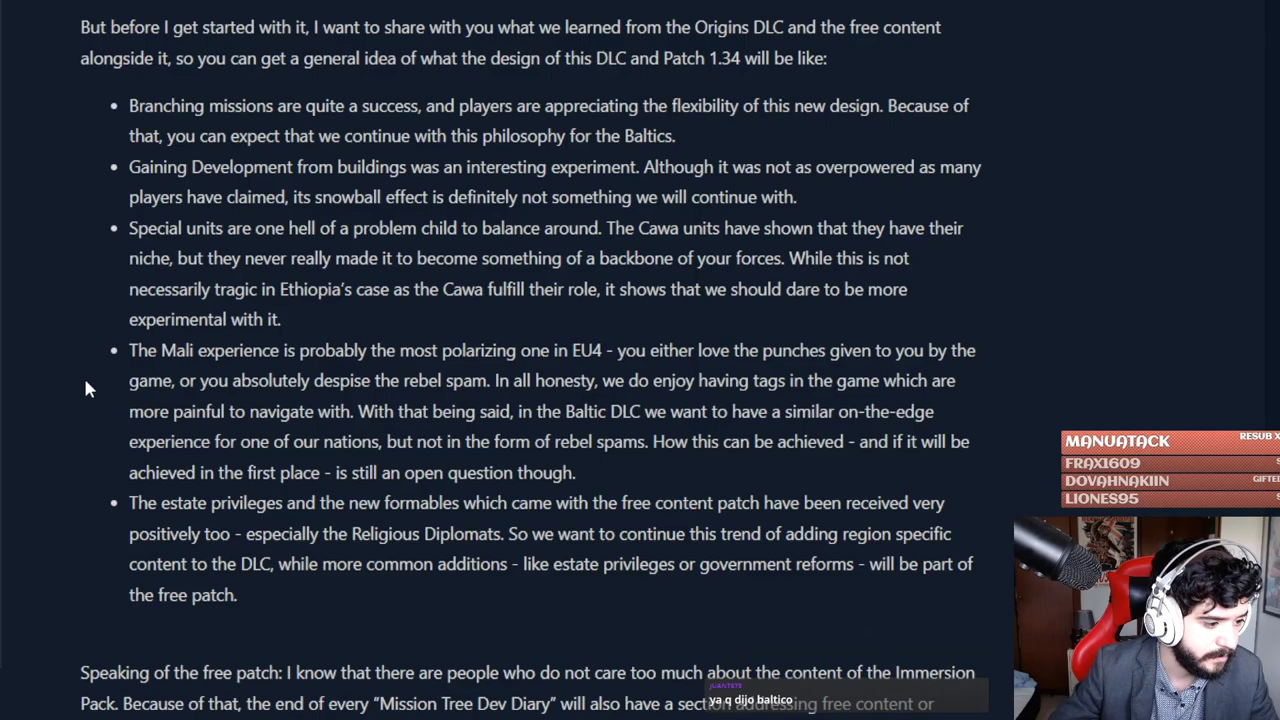 But before I get started with it, I want to share with you what we learned from the Origins DLC and the free content
alongside it, so you can get a general idea of what the design of this DLC and Patch 1.34 will be like:
• Branching missions are quite a success, and players are appreciating the flexibility of this new design. Because of
that, you can expect that we continue with this philosophy for the Baltics.
• Gaining Development from buildings was an interesting experiment. Although it was not as overpowered as many
players have claimed, its snowball effect is definitely not something we will continue with.
• Special units are one hell of a problem child to balance around. The Cawa units have shown that they have their
niche, but they never really made it to become something of a backbone of your forces. While this is not
necessarily tragic in Ethiopia's case as the Cawa fulfill their role, it shows that we should dare to be more
experimental with it.
• The Mali experience is probably the most polarizing one in EU4 - you either love the punches given to you by the
game, or you absolutely despise the rebel spam. In all honesty, we do enjoy having tags in the game which are
more painful to navigate with. With that being said, in the Baltic DLC we want to have a similar on-the-edge
experience for one of our nations, but not in the form of rebel spams. How this can be achieved - and if it will be
achieved in the first place - is still an open question though.
• The estate privileges and the new formables which came with the free content patch have been received very
positively too - especially the Religious Diplomats. So we want to continue this trend of adding region specific
content to the DLC, while more common additions - like estate privileges or government reforms - will be part of
the free patch.
Speaking of the free patch: I know that there are people who do not care too much about the content of the Immersion
Pack. Because of that, the end of every “Mission Tree Dev Diary” will also have a section addressing free content or
MANUATACK RESUB X
FRAX1609
DOVAHNAKIIN GIFTED
LIONES95
JUANTETE
ya q dijo baltico